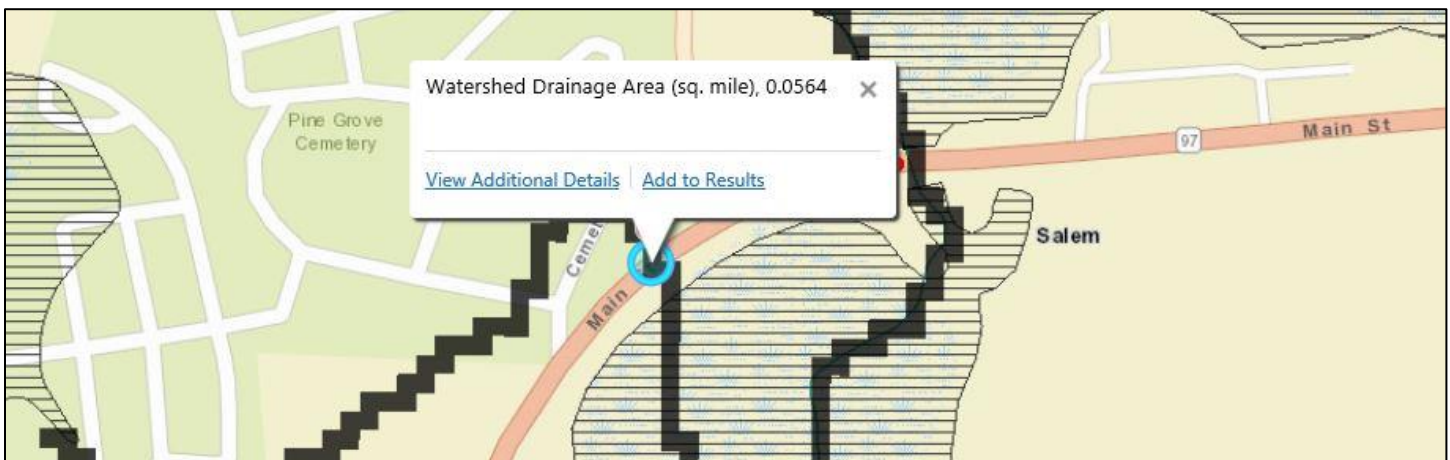 Watershed Drainage Area (sq. mile), 0.0564
View Additional Details Add to Results
Pine Grove
Cemetery
97
Main St
Salem
Main